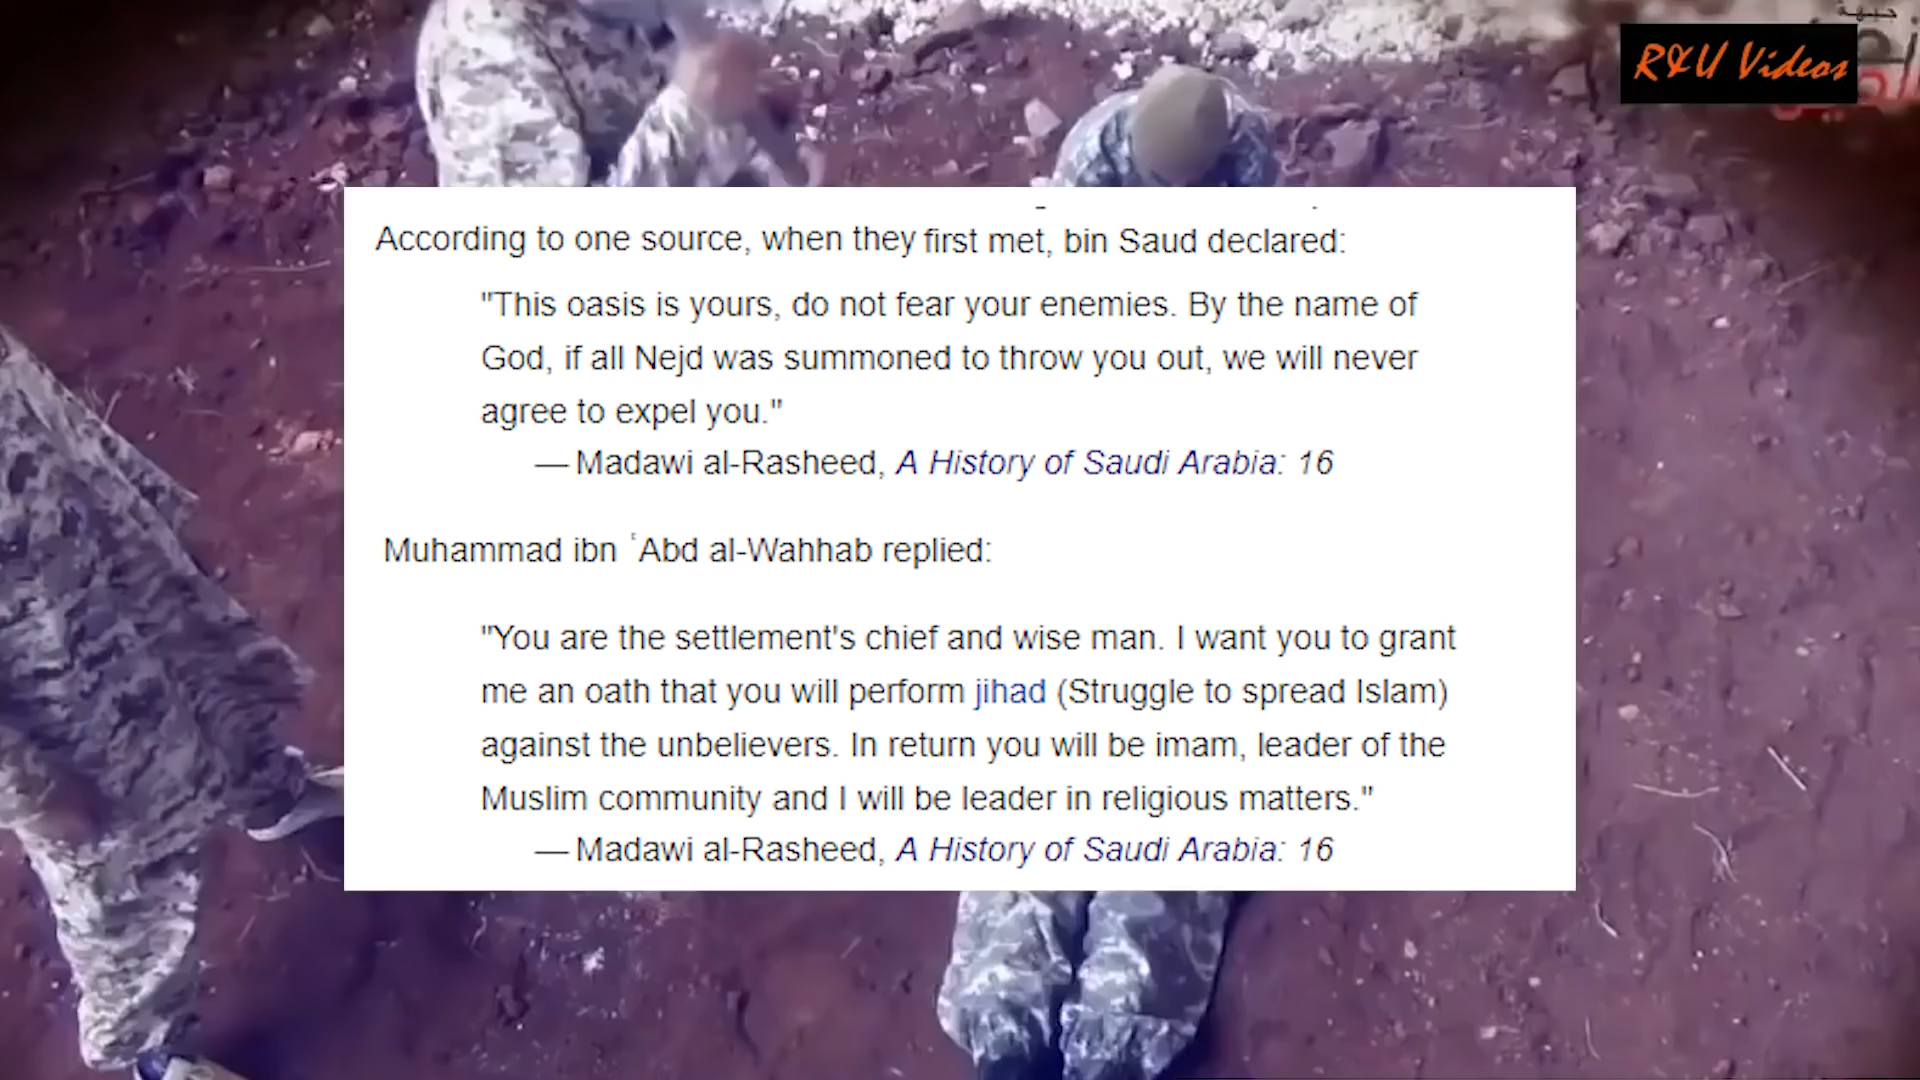 R&U Videos
According to one source, when they first met, bin Saud declared:
"This oasis is yours, do not fear your enemies. By the name of
God, if all Nejd was summoned to throw you out, we will never
agree to expel you."
— Madawi al-Rasheed, A History of Saudi Arabia: 16
Muhammad ibn ʿAbd al-Wahhab replied:
"You are the settlement's chief and wise man. I want you to grant
me an oath that you will perform jihad (Struggle to spread Islam)
against the unbelievers. In return you will be imam, leader of the
Muslim community and I will be leader in religious matters."
— Madawi al-Rasheed, A History of Saudi Arabia: 16